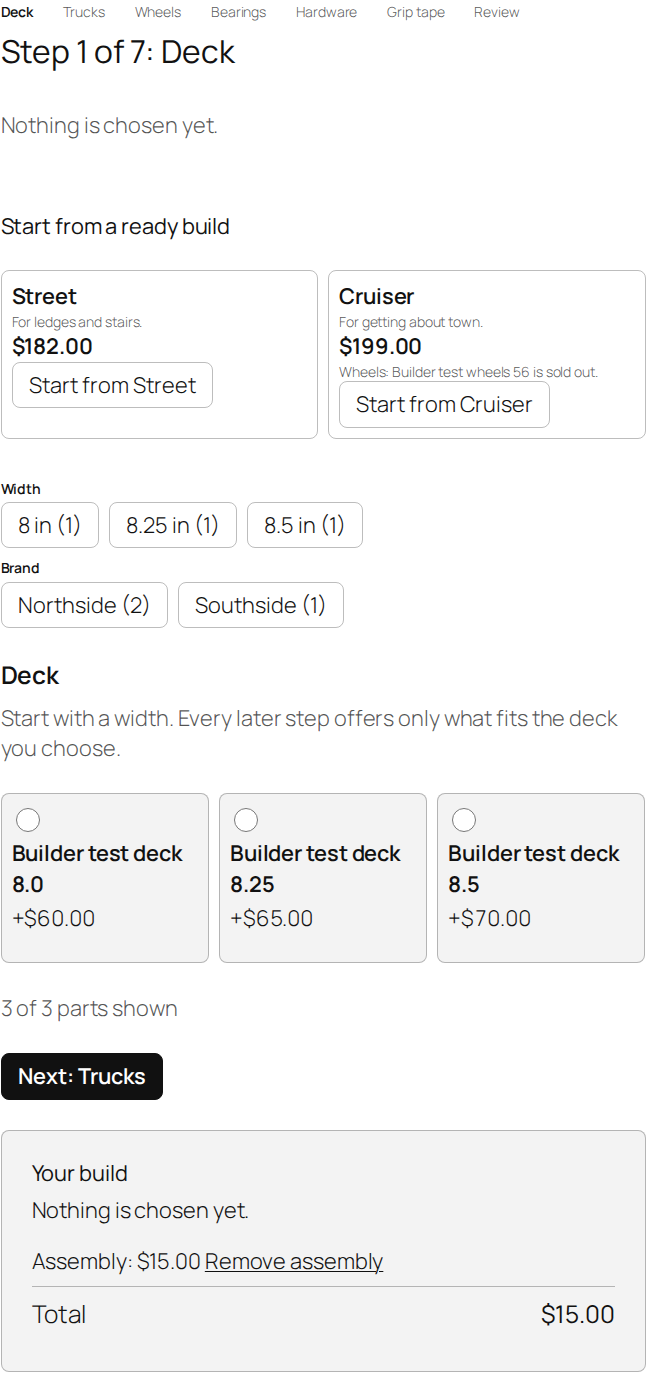 Deck Trucks Wheels Bearings Hardware Grip tape Review
Step 1 of 7: Deck
Nothing is chosen yet.
Start from a ready build
Street
For ledges and stairs.
$182.00
Start from Street
Cruiser
For getting about town.
$199.00
Wheels: Builder test wheels 56 is sold out.
Start from Cruiser
Width
8 in (1) 8.25 in (1) 8.5 in (1)
Brand
Northside (2) Southside (1)
Deck
Start with a width. Every later step offers only what fits the deck
you choose.
Builder test deck
8.0
+$60.00
Builder test deck
8.25
+$65.00
Builder test deck
8.5
+$70.00
3 of 3 parts shown
Next: Trucks
Your build
Nothing is chosen yet.
Assembly: $15.00 Remove assembly
Total $15.00